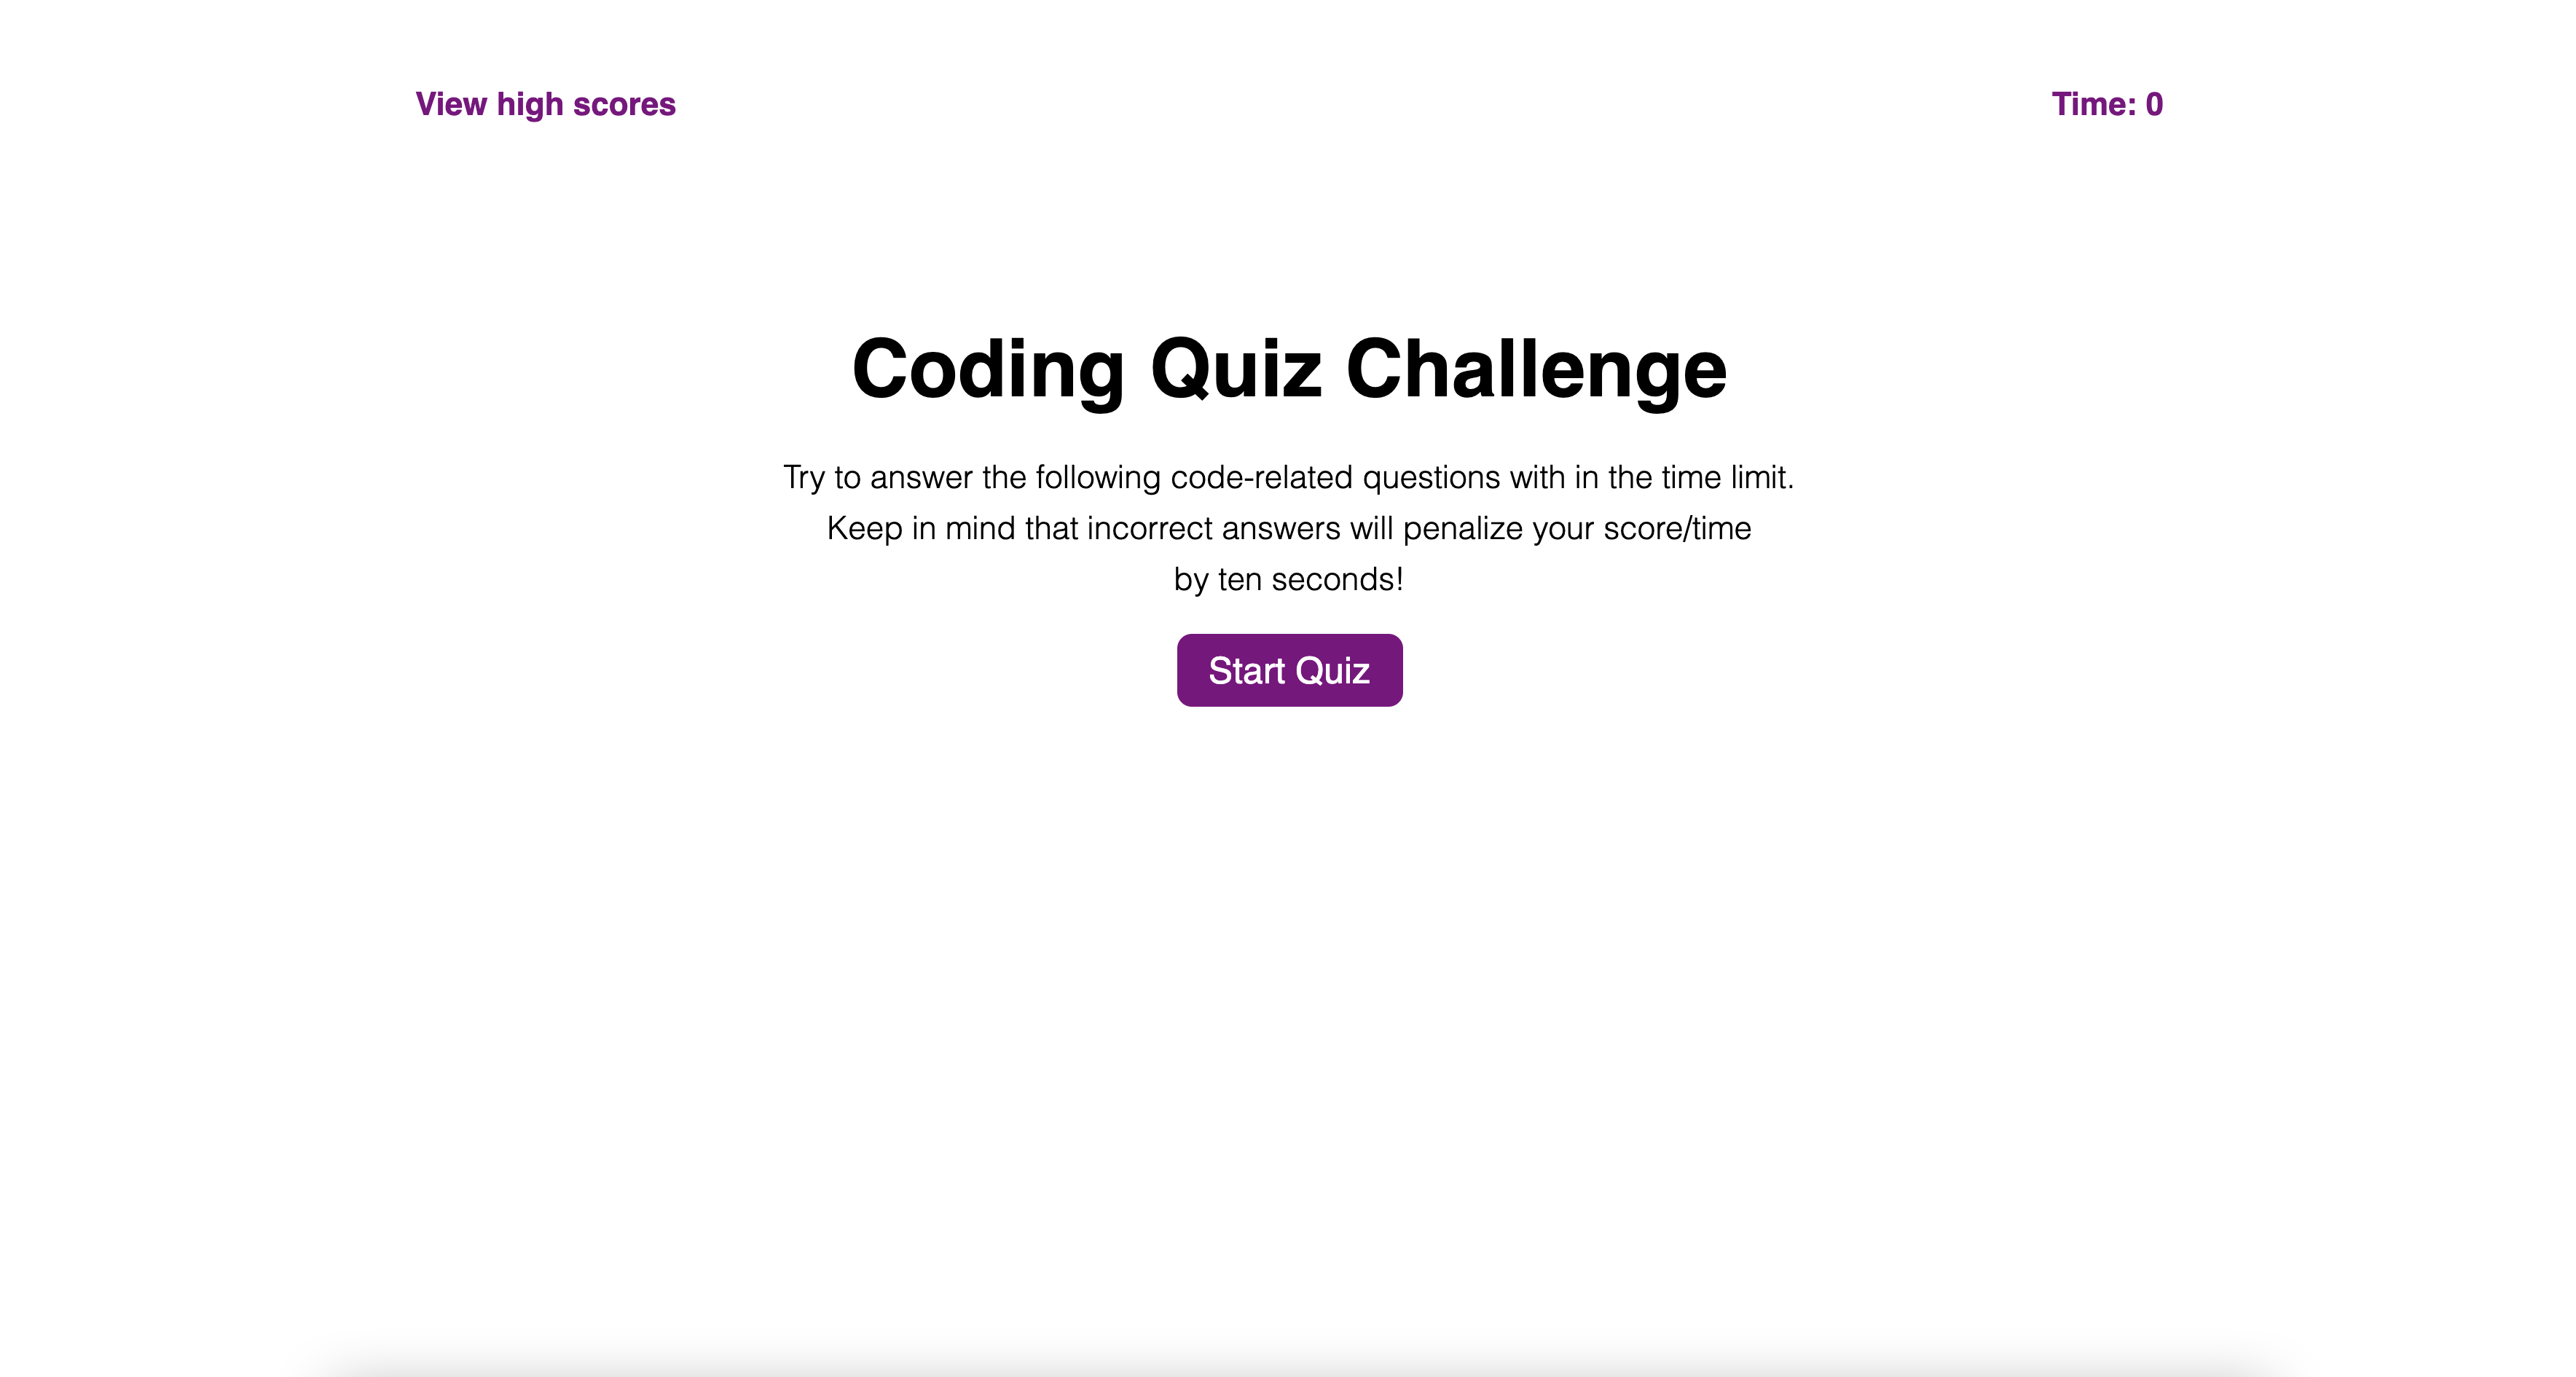 View high scores
Time: 0
Coding Quiz Challenge
Try to answer the following code-related questions with in the time limit.
Keep in mind that incorrect answers will penalize your score/time
by ten seconds!
Start Quiz